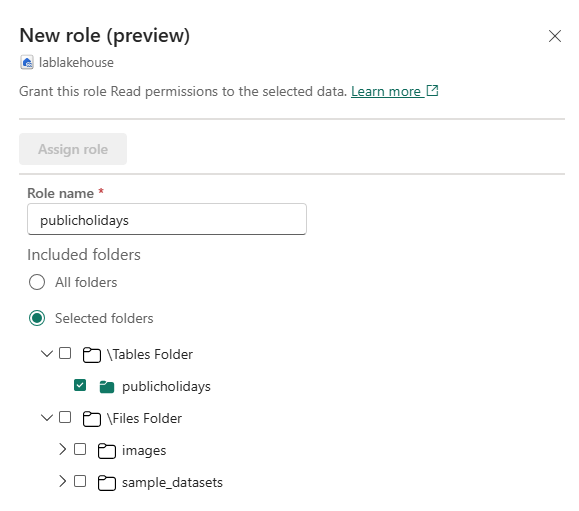 New role (preview)
lablakehouse
Grant this role Read permissions to the selected data. Learn more
Assign role
Role name *
publicholidays
Included folders
All folders
Selected folders
\Tables Folder
publicholidays
\Files Folder
images
sample_datasets